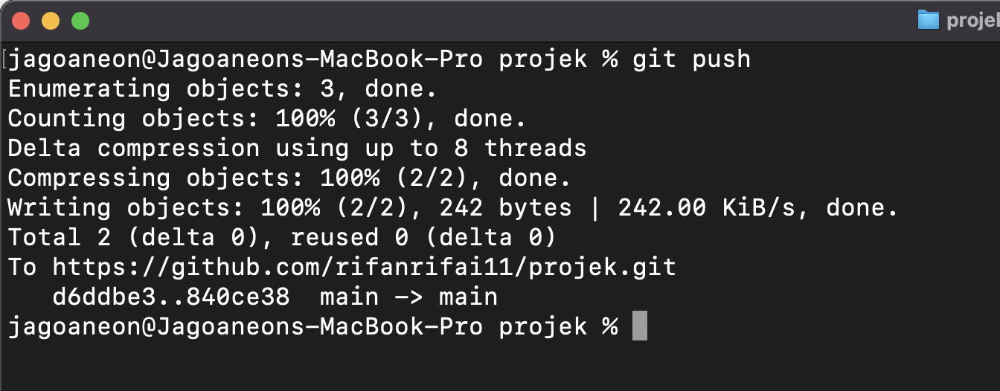 projek
jagoaneon@Jagoaneons-MacBook-Pro projek % git push
Enumerating objects: 3, done.
Counting objects: 100% (3/3), done.
Delta compression using up to 8 threads
Compressing objects: 100% (2/2), done.
Writing objects: 100% (2/2), 242 bytes | 242.00 KiB/s, done.
Total 2 (delta 0), reused 0 (delta 0)
To https://github.com/rifanrifai11/projek.git
   d6ddbe3..840ce38  main -> main
jagoaneon@Jagoaneons-MacBook-Pro projek %